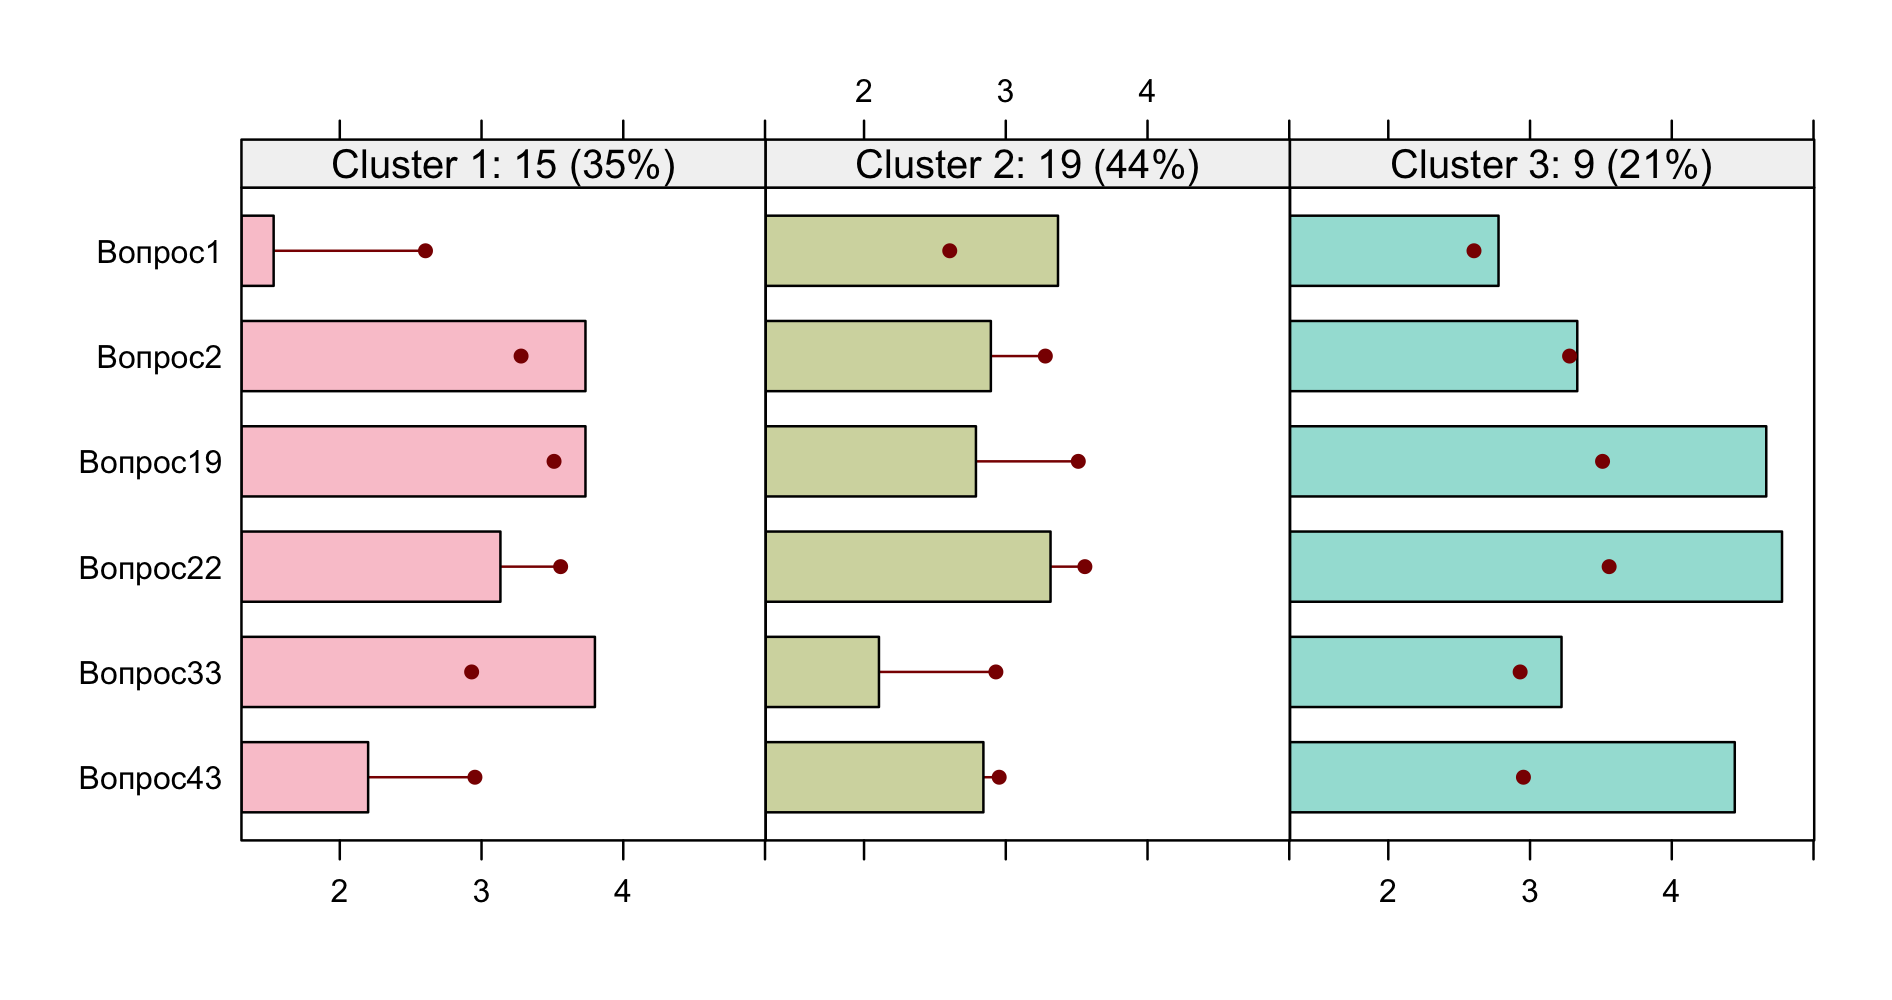 2 3 4
Cluster 1: 15 (35%) Cluster 2: 19 (44%) Cluster 3: 9 (21%)
Вопрос1
Вопрос2
Вопрос19
Вопрос22
Вопрос33
Вопрос43
2 3 4 2 3 4